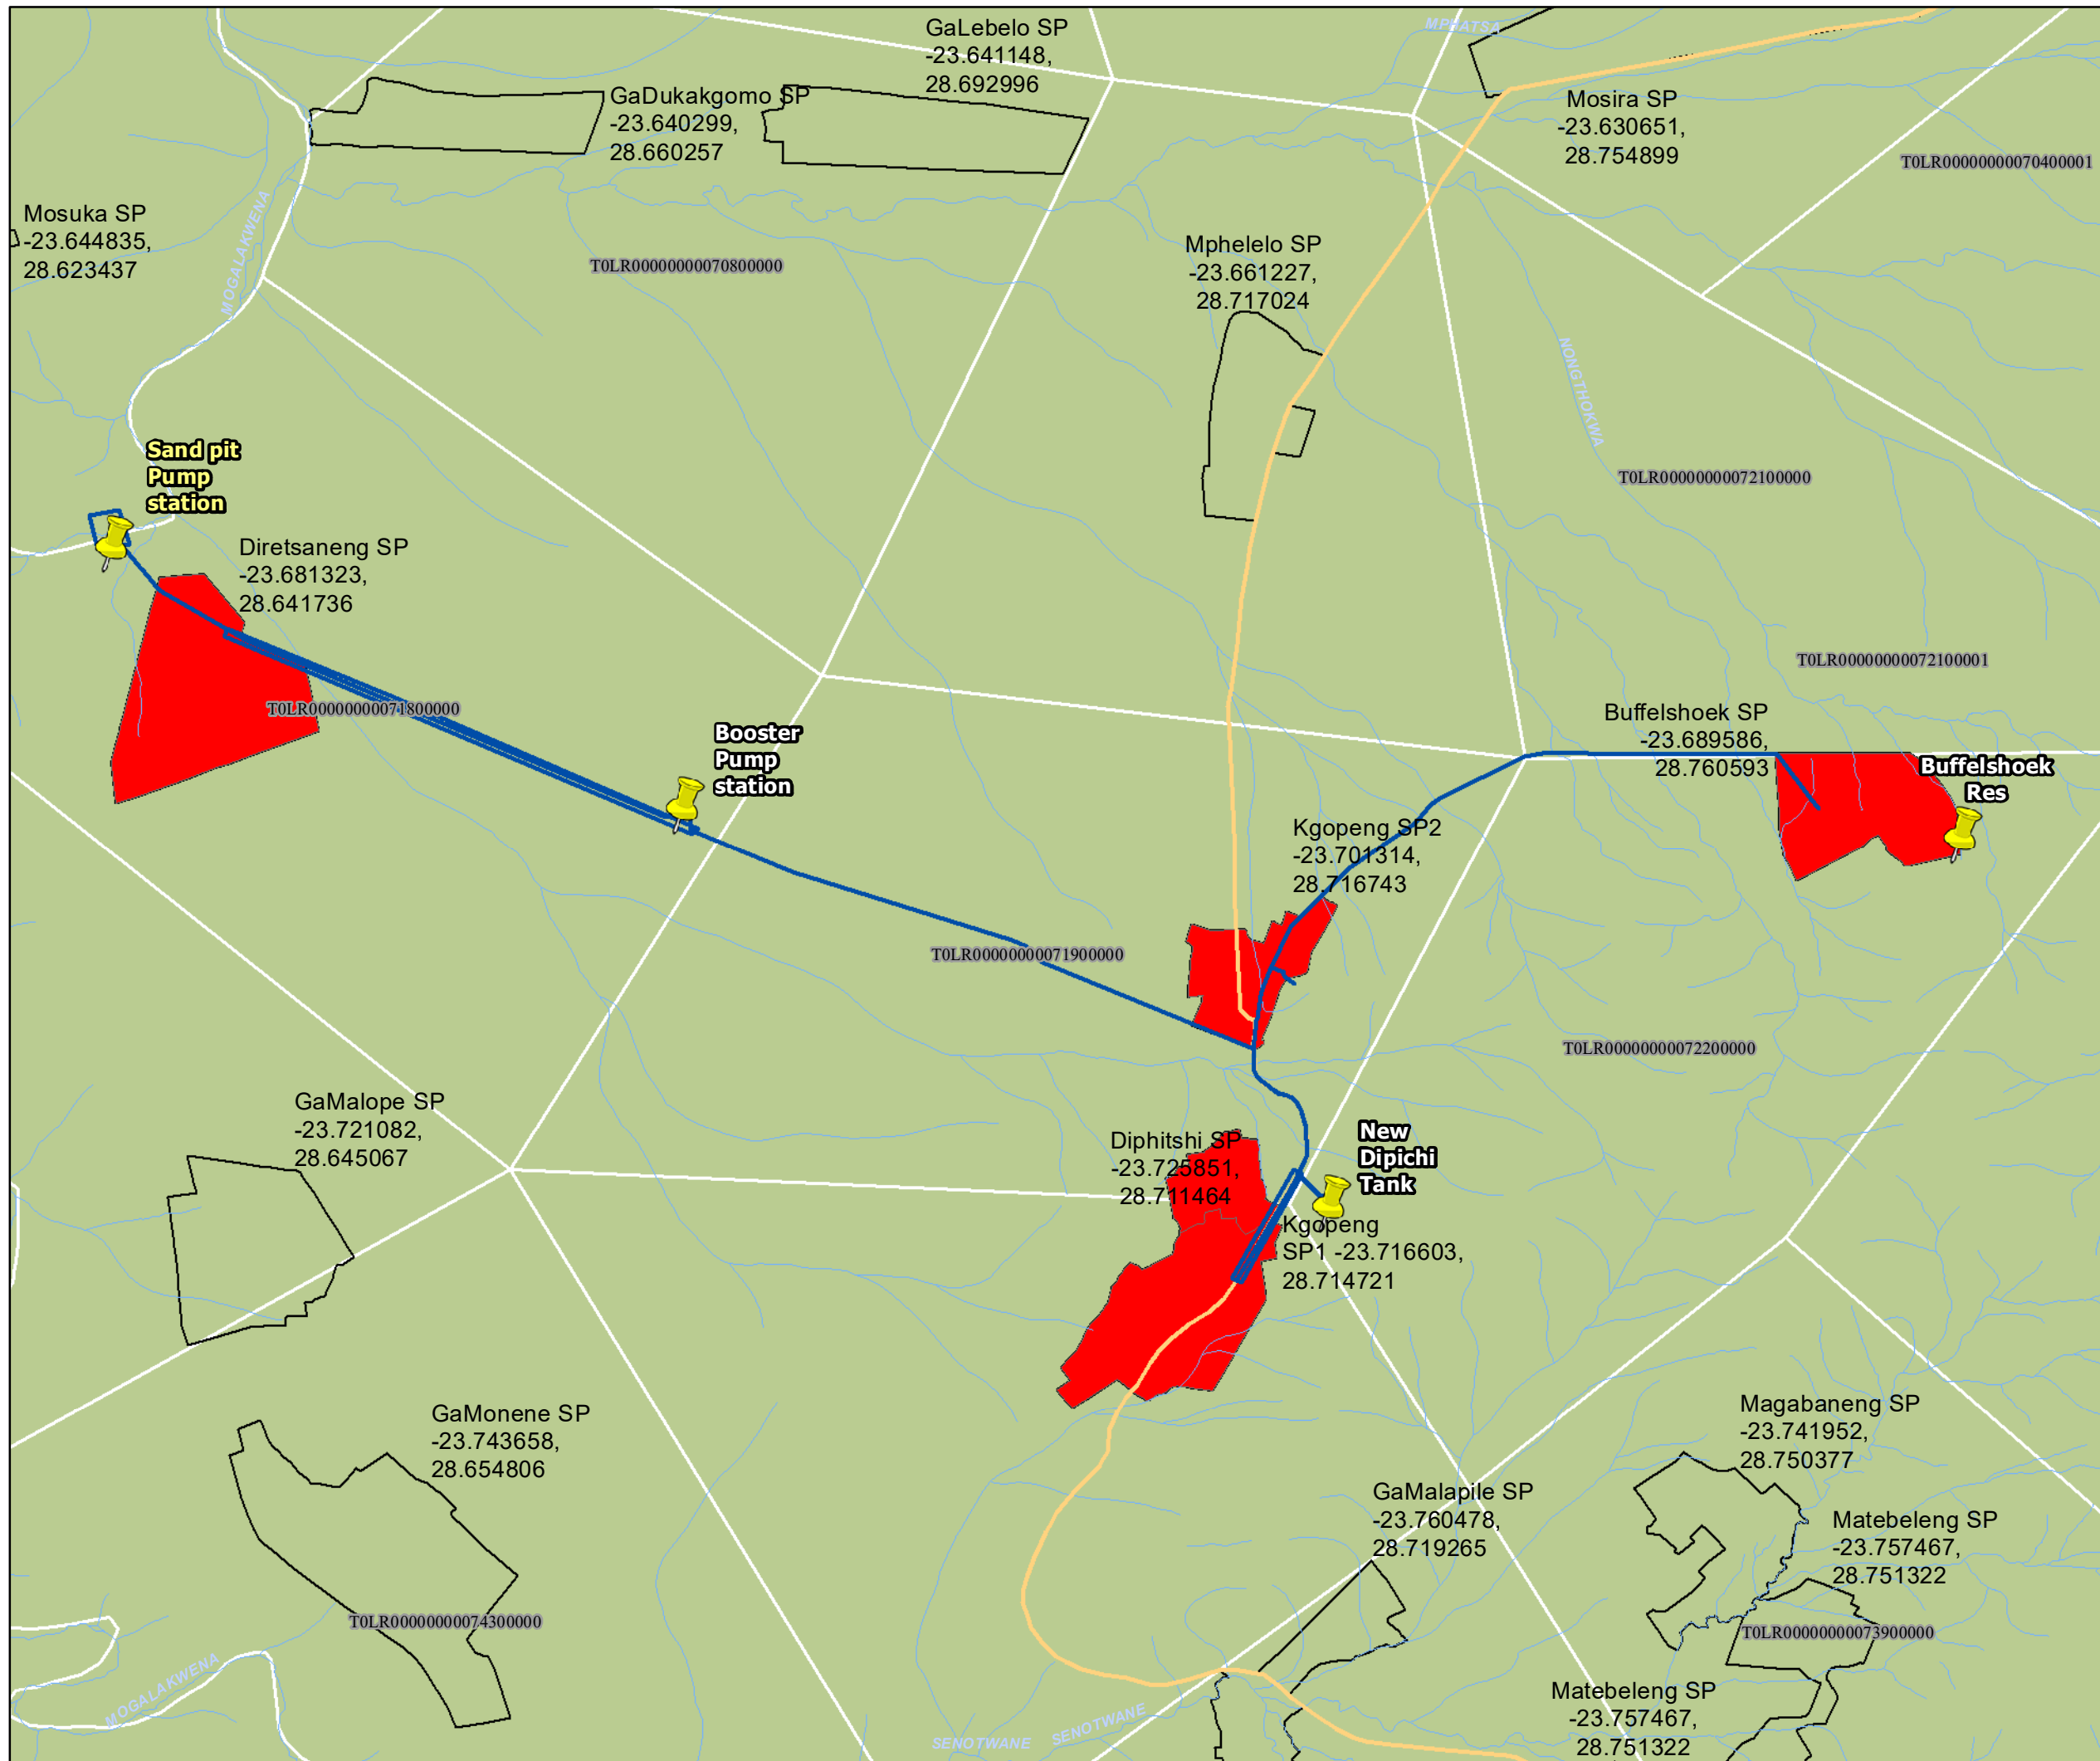 MPHATSA
GaLebelo SP
-23.641148,
28.692996
GaDukakgomo SP
-23.640299,
28.660257
Mosira SP
-23.630651,
28.754899
T0LR00000000070400001
Mosuka SP
-23.644835,
28.623437
MOGALAKWENA
T0LR00000000070800000
Mphelelo SP
-23.661227,
28.717024
NONGTHOKWA
T0LR00000000072100000
Sand pit
Pump
station
Diretsaneng SP
-23.681323,
28.641736
T0LR00000000072100001
T0LR00000000071800000
Booster
Pump
station
Buffelshoek SP
-23.689586,
28.760593
Buffelshoek
Res
Kgopeng SP2
-23.701314,
28.716743
T0LR00000000071900000
T0LR00000000072200000
GaMalope SP
-23.721082,
28.645067
Diphitshi SP
-23.725851,
28.711464
New
Dipichi
Tank
Kgopeng
SP1 -23.716603,
28.714721
GaMonene SP
-23.743658,
28.654806
Magabaneng SP
-23.741952,
28.750377
GaMalapile SP
-23.760478,
28.719265
Matebeleng SP
-23.757467,
28.751322
T0LR00000000074300000
T0LR00000000073900000
MOGALAKWENA
Matebeleng SP
-23.757467,
28.751322
SENOTWANE
SENOTWANE